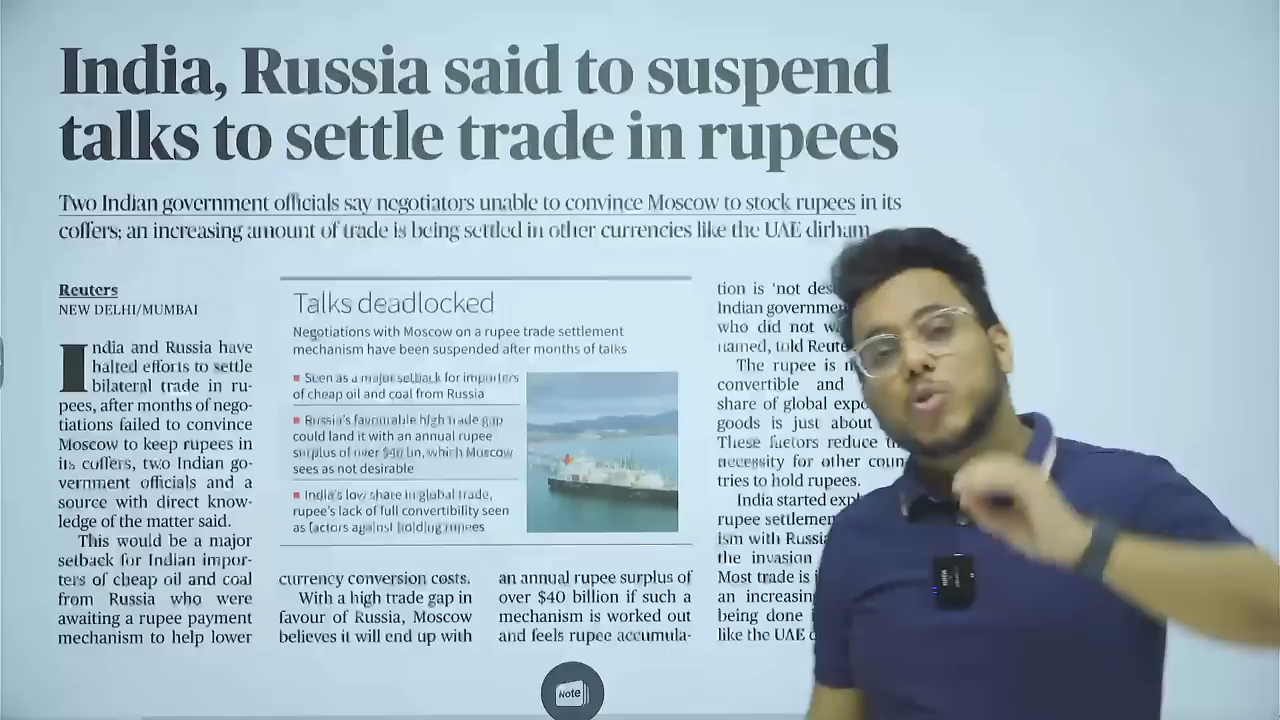 India, Russia said to suspend
talks to settle trade in rupees
Two Indian government officials say negotiators unable to convince Moscow to stock rupees in its
coffers; an increasing amount of trade is being settled in other currencies like the UAE dirham
Reuters
NEW DELHI/MUMBAI
India and Russia have
halted efforts to settle
bilateral trade in ru-
pees, after months of nego-
tiations failed to convince
Moscow to keep rupees in
its coffers, two Indian go-
vernment officials and a
source with direct know-
ledge of the matter said.
This would be a major
setback for Indian impor-
ters of cheap oil and coal
from Russia who were
awaiting a rupee payment
mechanism to help lower
Talks deadlocked
Negotiations with Moscow on a rupee trade settlement
mechanism have been suspended after months of talks
Seen as a major setback for importers
of cheap oil and coal from Russia
Russia's favourable high trade gap
could land it with an annual rupee
surplus of over $40 bn, which Moscow
sees as not desirable
India's low share in global trade,
rupee's lack of full convertibility seen
as factors against holding rupees
currency conversion costs.
With a high trade gap in
favour of Russia, Moscow
believes it will end up with
an annual rupee surplus of
over $40 billion if such a
mechanism is worked out
and feels rupee accumula-
tion is 'not
Indian
who did not
named, told
The rupee is
convertible and
share of global
goods is just about
These factors reduce
necessity for other coun
tries to hold rupees.
India started
rupee
ism with
the invasion
Most trade is
an
being done
like the UAE
Note